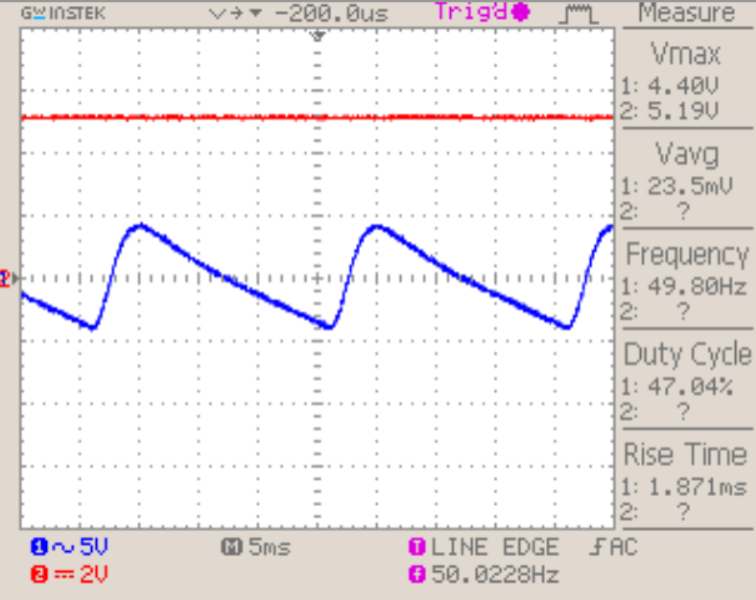 GW INSTEK -200.0us Trig'd Measure
Vmax
1: 4.40V
2: 5.19V
Vavg
1: 23.5mV
2: ?
Frequency
1: 49.80Hz
2: ?
Duty Cycle
1: 47.04%
2: ?
Rise Time
1: 1.871ms
2: ?
1 2
1 5V M 5ms T LINE EDGE AC
2 2V f 50.0228Hz